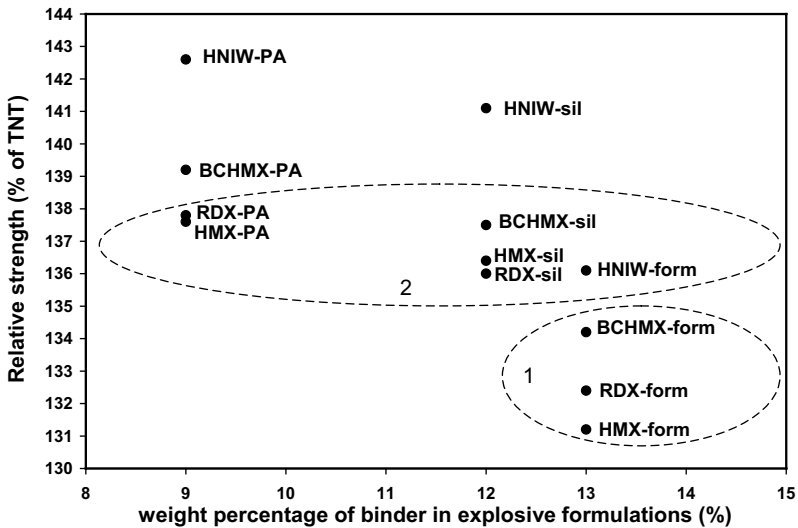 Relative strength (% of TNT)
144
143
142
141
140
139
138
137
136
135
134
133
132
131
130
HNIW-PA
HNIW-sil
BCHMX-PA
RDX-PA
HMX-PA
BCHMX-sil
HMX-sil
RDX-sil
HNIW-form
2
BCHMX-form
1
RDX-form
HMX-form
8
9
10
11
12
13
14
15
weight percentage of binder in explosive formulations (%)